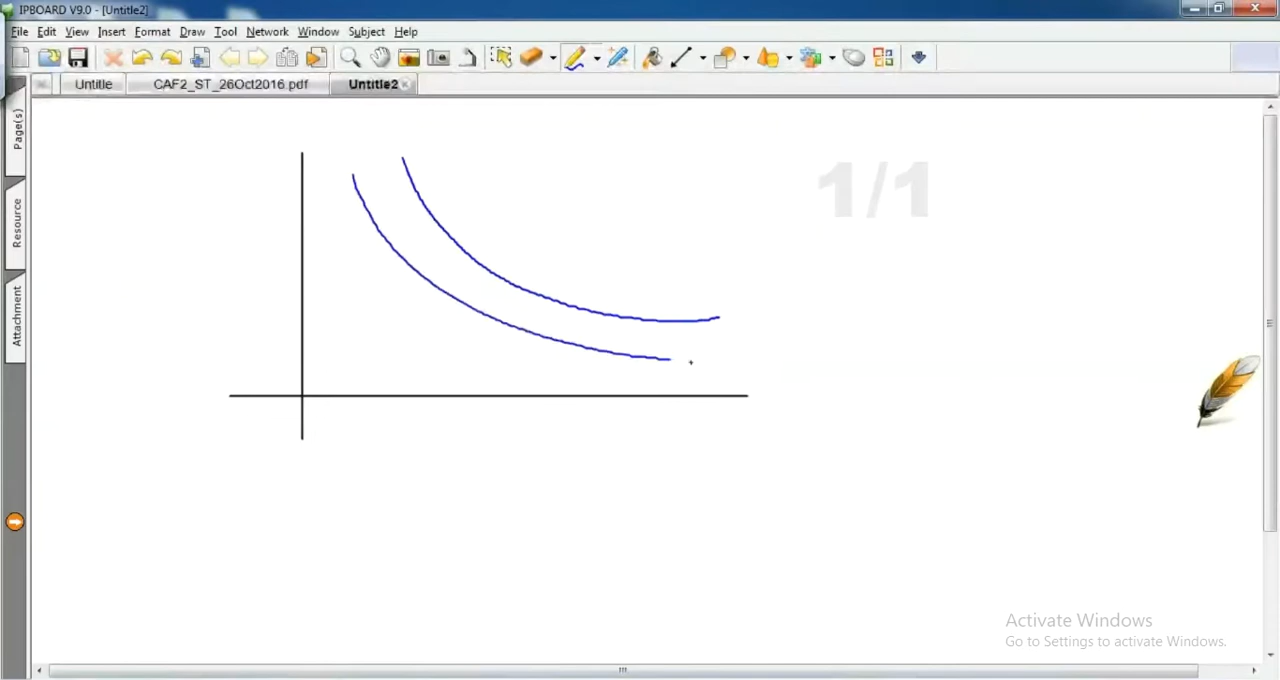 IPBOARD V9.0 - [Untitle2]
File Edit View Insert Format Draw Tool Network Window Subject Help
Untitle CAF2_ST_26Oct2016.pdf Untitle2
Page(s)
Resource
Attachment
1/1
Activate Windows
Go to Settings to activate Windows.